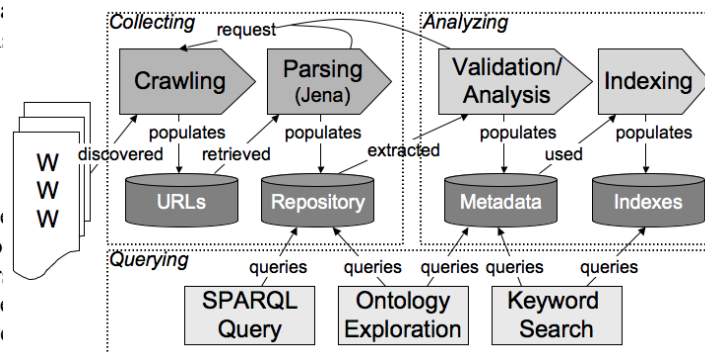 Collecting
request
Analyzing
Crawling
Parsing
(Jena)
Validation/
Analysis
Indexing
populates
populates
populates
populates
discovered
retrieved
extracted
used
W
W
W
URLs
Repository
Metadata
Indexes
Querying
queries
queries
queries
queries
queries
SPARQL
Query
Ontology
Exploration
Keyword
Search